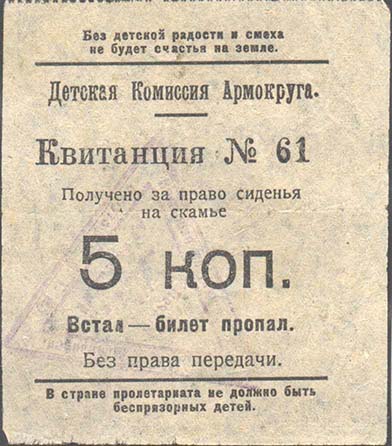 Без детской радости и смеха
не будет счастья на земле.
Детская Комиссия Армокруга.
Квитанция № 61
Получено за право сиденья
на скамье
5 коп.
Встал — билет пропал.
Без права передачи.
В стране пролетариата не должно быть
беспризорных детей.